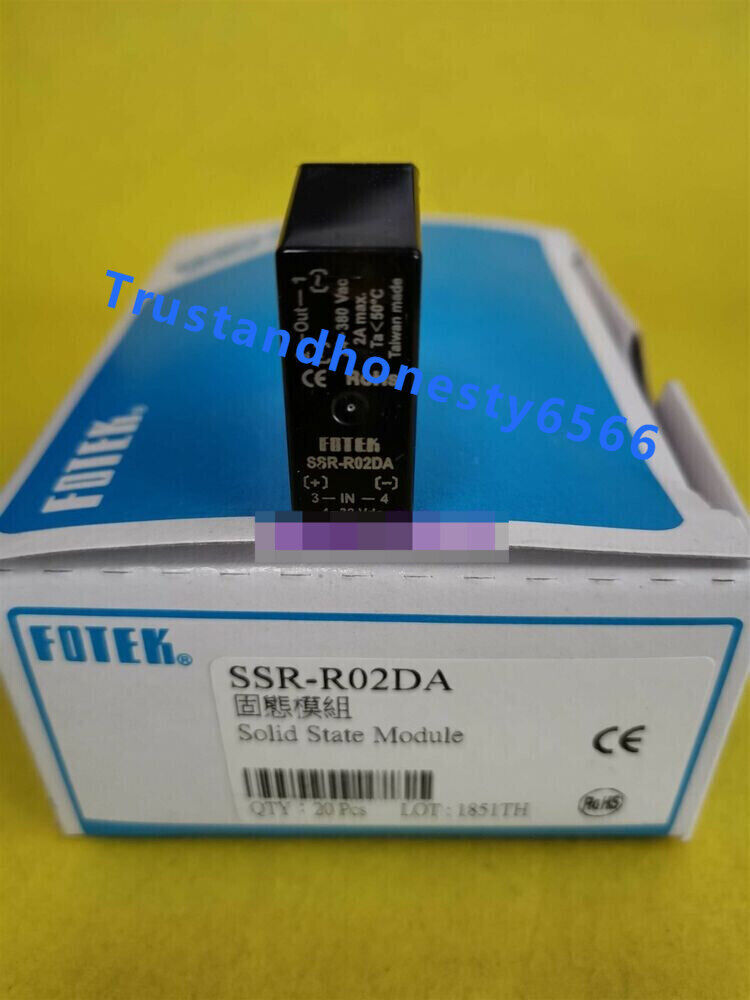 Out—1
(~)
380 Vac
2A max.
Ta<50°C
Taiwan made
CE RoHS
FOTEK
SSR-R02DA
(+) (−)
3—IN—4
Trustandhonesty6566
FOTEK®
FOTEK®
SSR-R02DA
固態模組
Solid State Module
CE
QTY：20 Pcs LOT：1851TH
RoHS